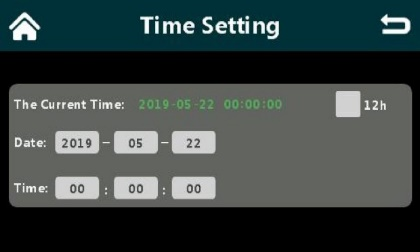 Time Setting
The Current Time: 2019-05-22 00:00:00 12h
Date: 2019 - 05 - 22
Time: 00 : 00 : 00